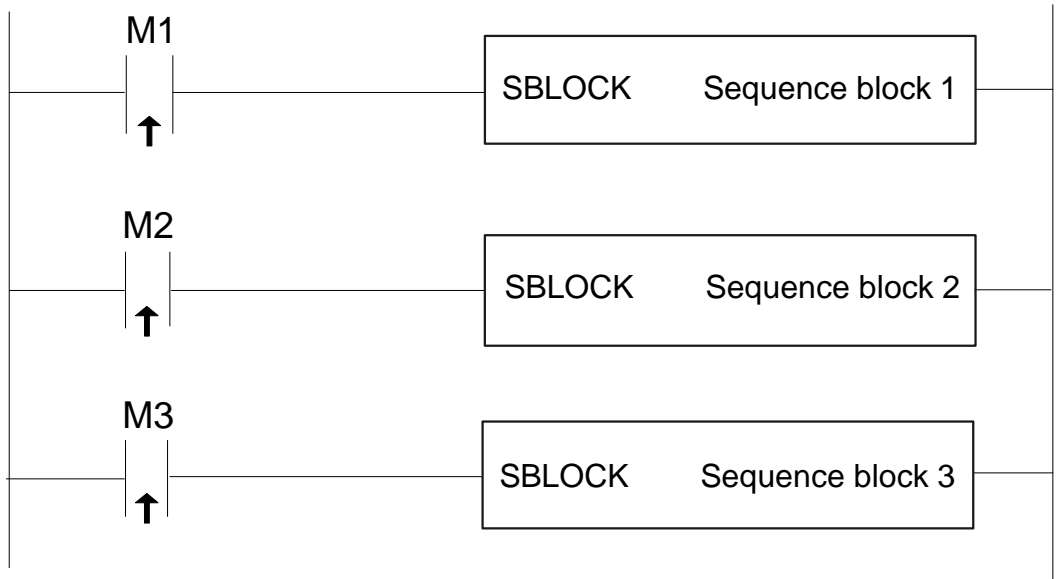 M1
SBLOCK Sequence block 1
M2
SBLOCK Sequence block 2
M3
SBLOCK Sequence block 3